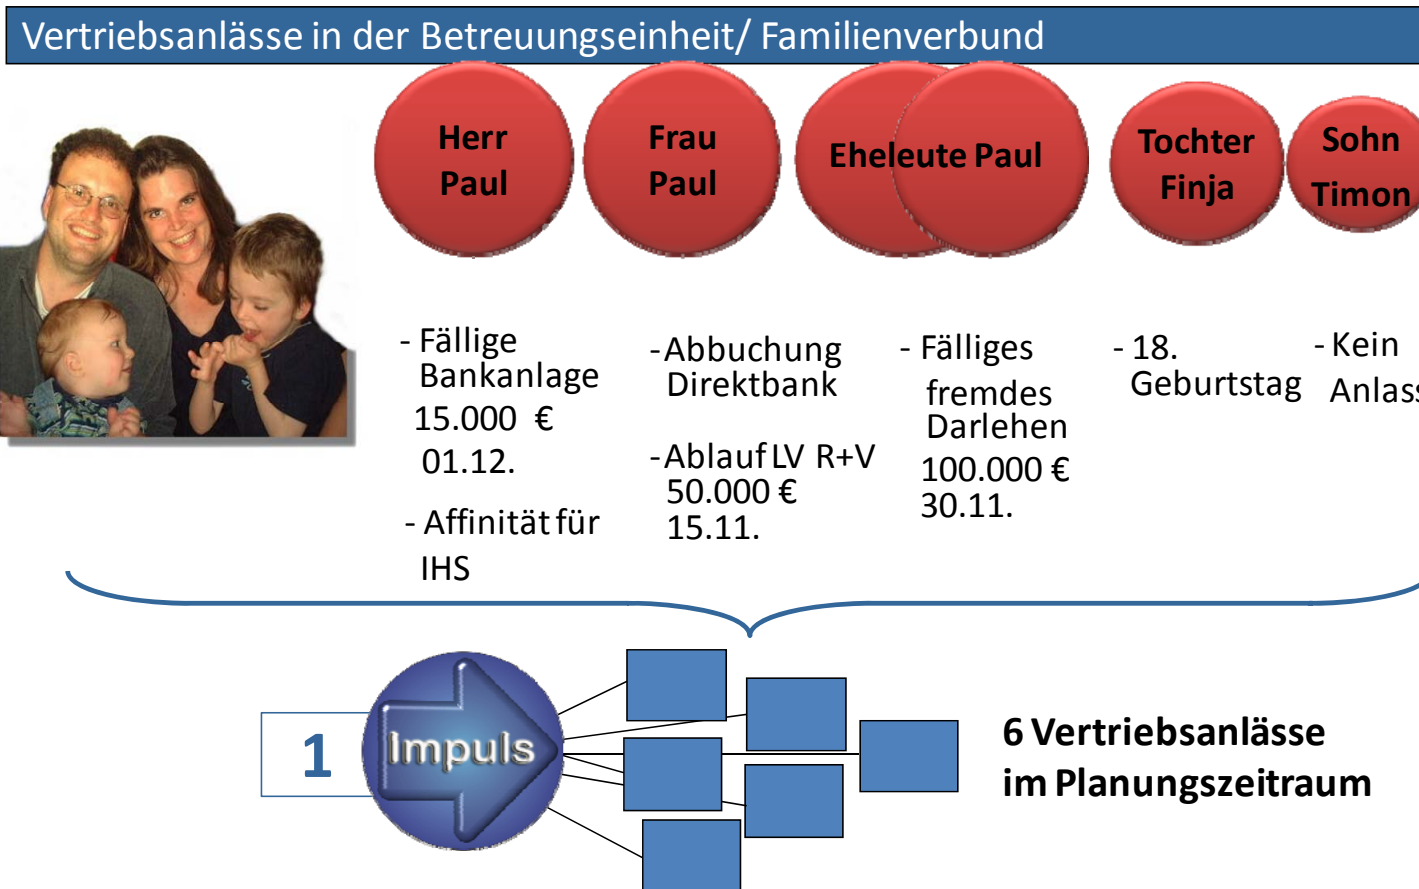 Vertriebsanlässe in der Betreuungseinheit/ Familienverbund
Herr
Paul
Frau
Paul
Eheleute Paul
Tochter
Finja
Sohn
Timon
- Fällige
Bankanlage
15.000 €
01.12.
- Affinität für
IHS
-Abbuchung
Direktbank
-Ablauf LV R+V
50.000 €
15.11.
- Fälliges
fremdes
Darlehen
100.000 €
30.11.
- 18.
Geburtstag
- Kein
Anlass
1
Impuls
6 Vertriebsanlässe
im Planungszeitraum